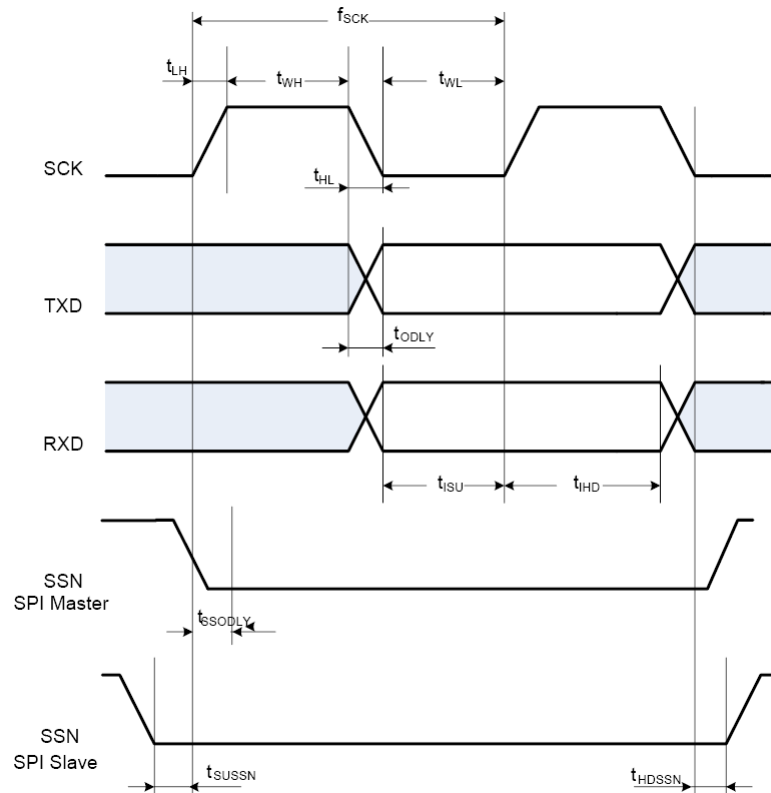 fSCK
tLH
tWH
tWL
SCK
tHL
TXD
tODLY
RXD
tISU
tIHD
SSN
SPI Master
tSSODLY
SSN
SPI Slave
tSUSSN
tHDSSN